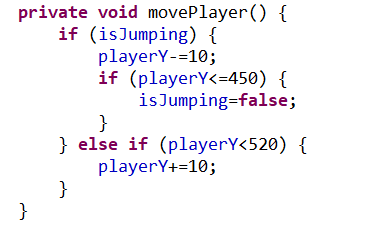 private void movePlayer() {
    if (isJumping) {
        playerY-=10;
        if (playerY<=450) {
            isJumping=false;
        }
    } else if (playerY<520) {
        playerY+=10;
    }
}